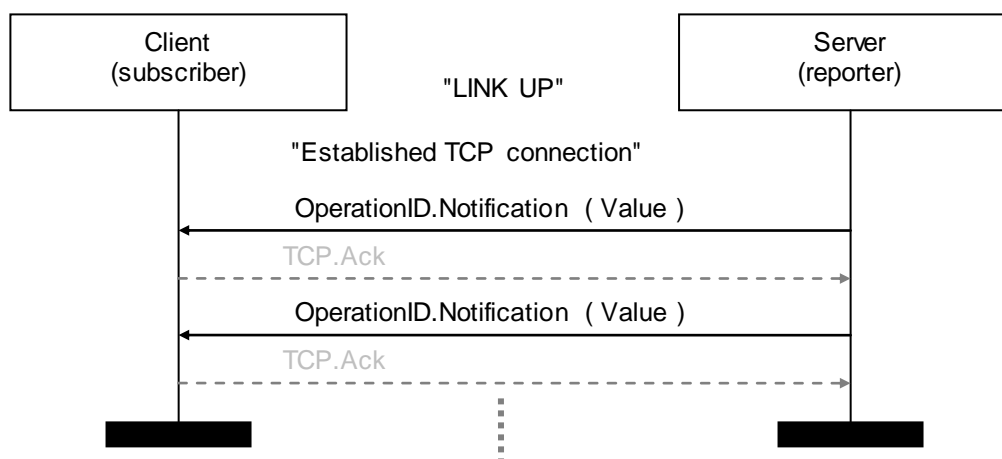 Client
(subscriber)
Server
(reporter)
"LINK UP"
"Established TCP connection"
OperationID.Notification ( Value )
TCP.Ack
OperationID.Notification ( Value )
TCP.Ack